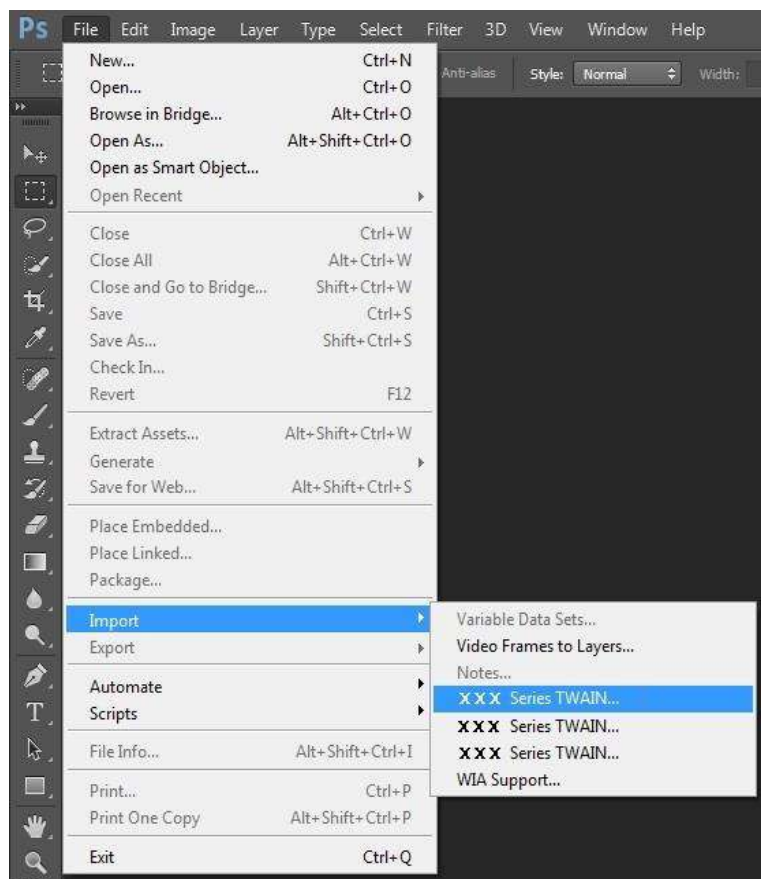 Ps File Edit Image Layer Type Select Filter 3D View Window Help
Anti-alias Style: Normal Width:
New... Ctrl+N
Open... Ctrl+O
Browse in Bridge... Alt+Ctrl+O
Open As... Alt+Shift+Ctrl+O
Open as Smart Object...
Open Recent
Close Ctrl+W
Close All Alt+Ctrl+W
Close and Go to Bridge... Shift+Ctrl+W
Save Ctrl+S
Save As... Shift+Ctrl+S
Check In...
Revert F12
Extract Assets... Alt+Shift+Ctrl+W
Generate
Save for Web... Alt+Shift+Ctrl+S
Place Embedded...
Place Linked...
Package...
Import
Export
Automate
Scripts
File Info... Alt+Shift+Ctrl+I
Print... Ctrl+P
Print One Copy Alt+Shift+Ctrl+P
Exit Ctrl+Q
Variable Data Sets...
Video Frames to Layers...
Notes...
XXX Series TWAIN...
XXX Series TWAIN...
XXX Series TWAIN...
WIA Support...
T